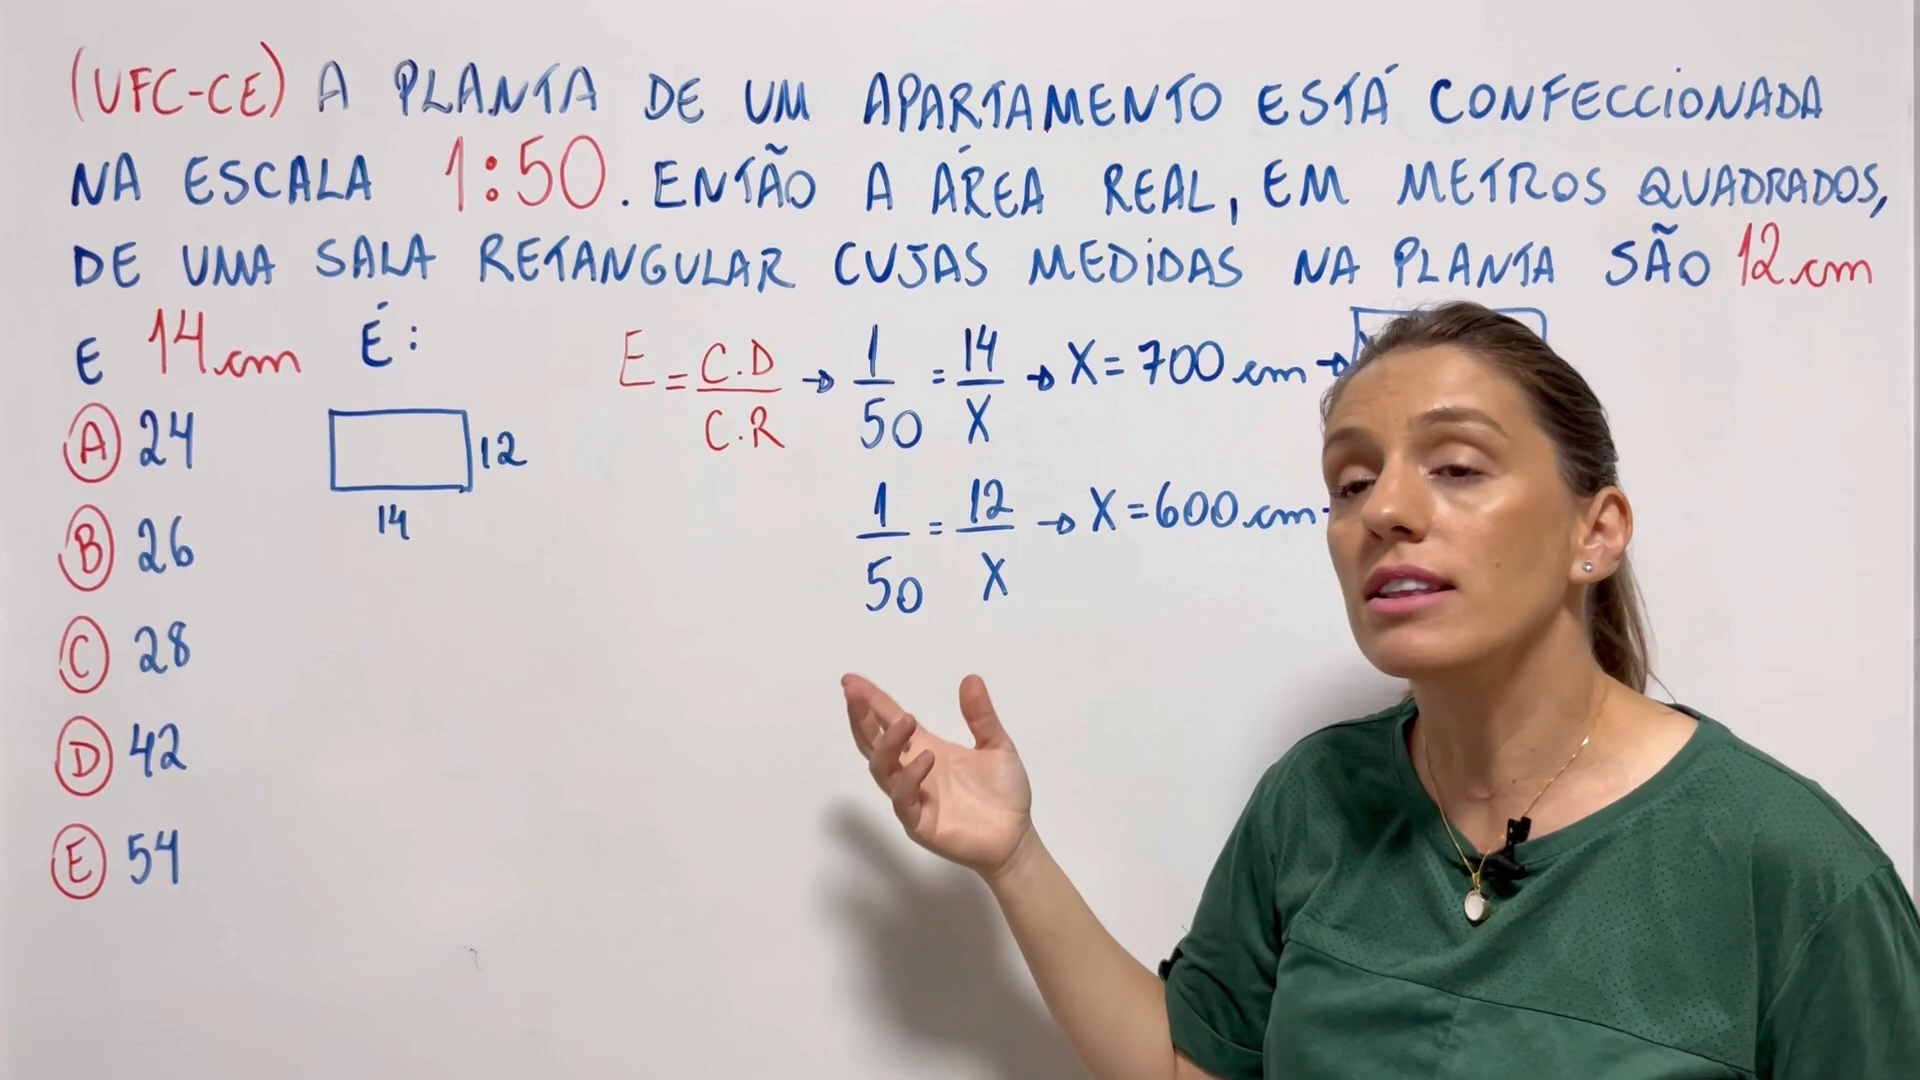 (UFC-CE) A PLANTA DE UM APARTAMENTO ESTÁ CONFECCIONADA
NA ESCALA 1:50. ENTÃO A ÁREA REAL, EM METROS QUADRADOS,
DE UMA SALA RETANGULAR CUJAS MEDIDAS NA PLANTA SÃO 12cm
E 14cm É:
E = C.D / C.R → 1/50 = 14/X → X = 700 cm →
1/50 = 12/X → X = 600 cm
A 24
B 26
C 28
D 42
E 54
12
14